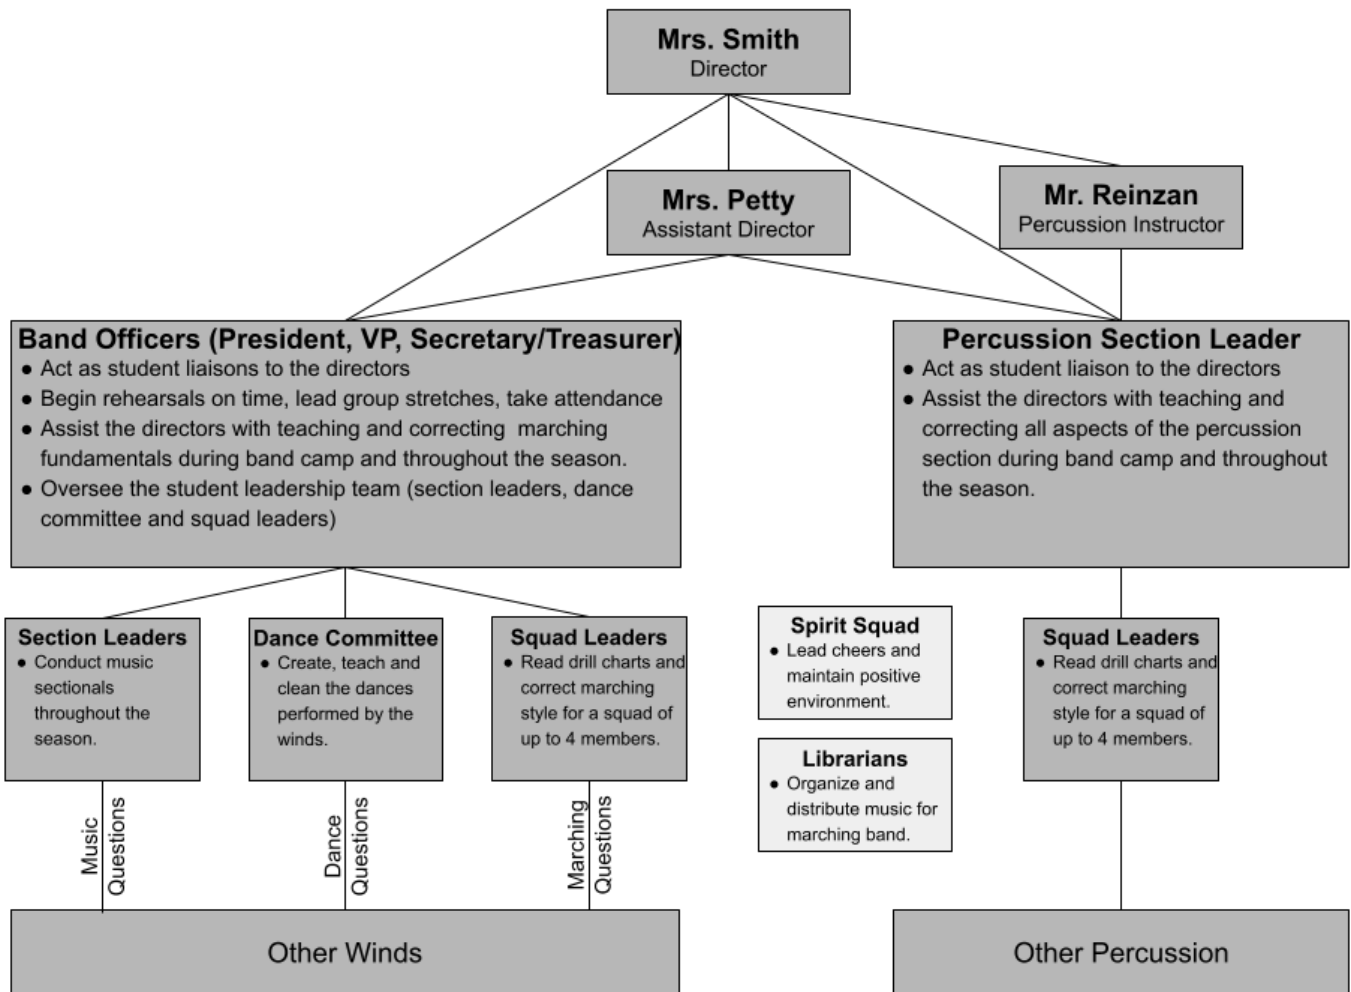 Mrs. Smith
Director
Mrs. Petty
Assistant Director
Mr. Reinzan
Percussion Instructor
Band Officers (President, VP, Secretary/Treasurer)
● Act as student liaisons to the directors
● Begin rehearsals on time, lead group stretches, take attendance
● Assist the directors with teaching and correcting  marching
fundamentals during band camp and throughout the season.
● Oversee the student leadership team (section leaders, dance
committee and squad leaders)
Percussion Section Leader
● Act as student liaison to the directors
● Assist the directors with teaching and
correcting all aspects of the percussion
section during band camp and throughout
the season.
Section Leaders
● Conduct music
sectionals
throughout the
season.
Dance Committee
● Create, teach and
clean the dances
performed by the
winds.
Squad Leaders
● Read drill charts and
correct marching
style for a squad of
up to 4 members.
Spirit Squad
● Lead cheers and
maintain positive
environment.
Librarians
● Organize and
distribute music for
marching band.
Squad Leaders
● Read drill charts and
correct marching
style for a squad of
up to 4 members.
Music
Questions
Dance
Questions
Marching
Questions
Other Winds
Other Percussion